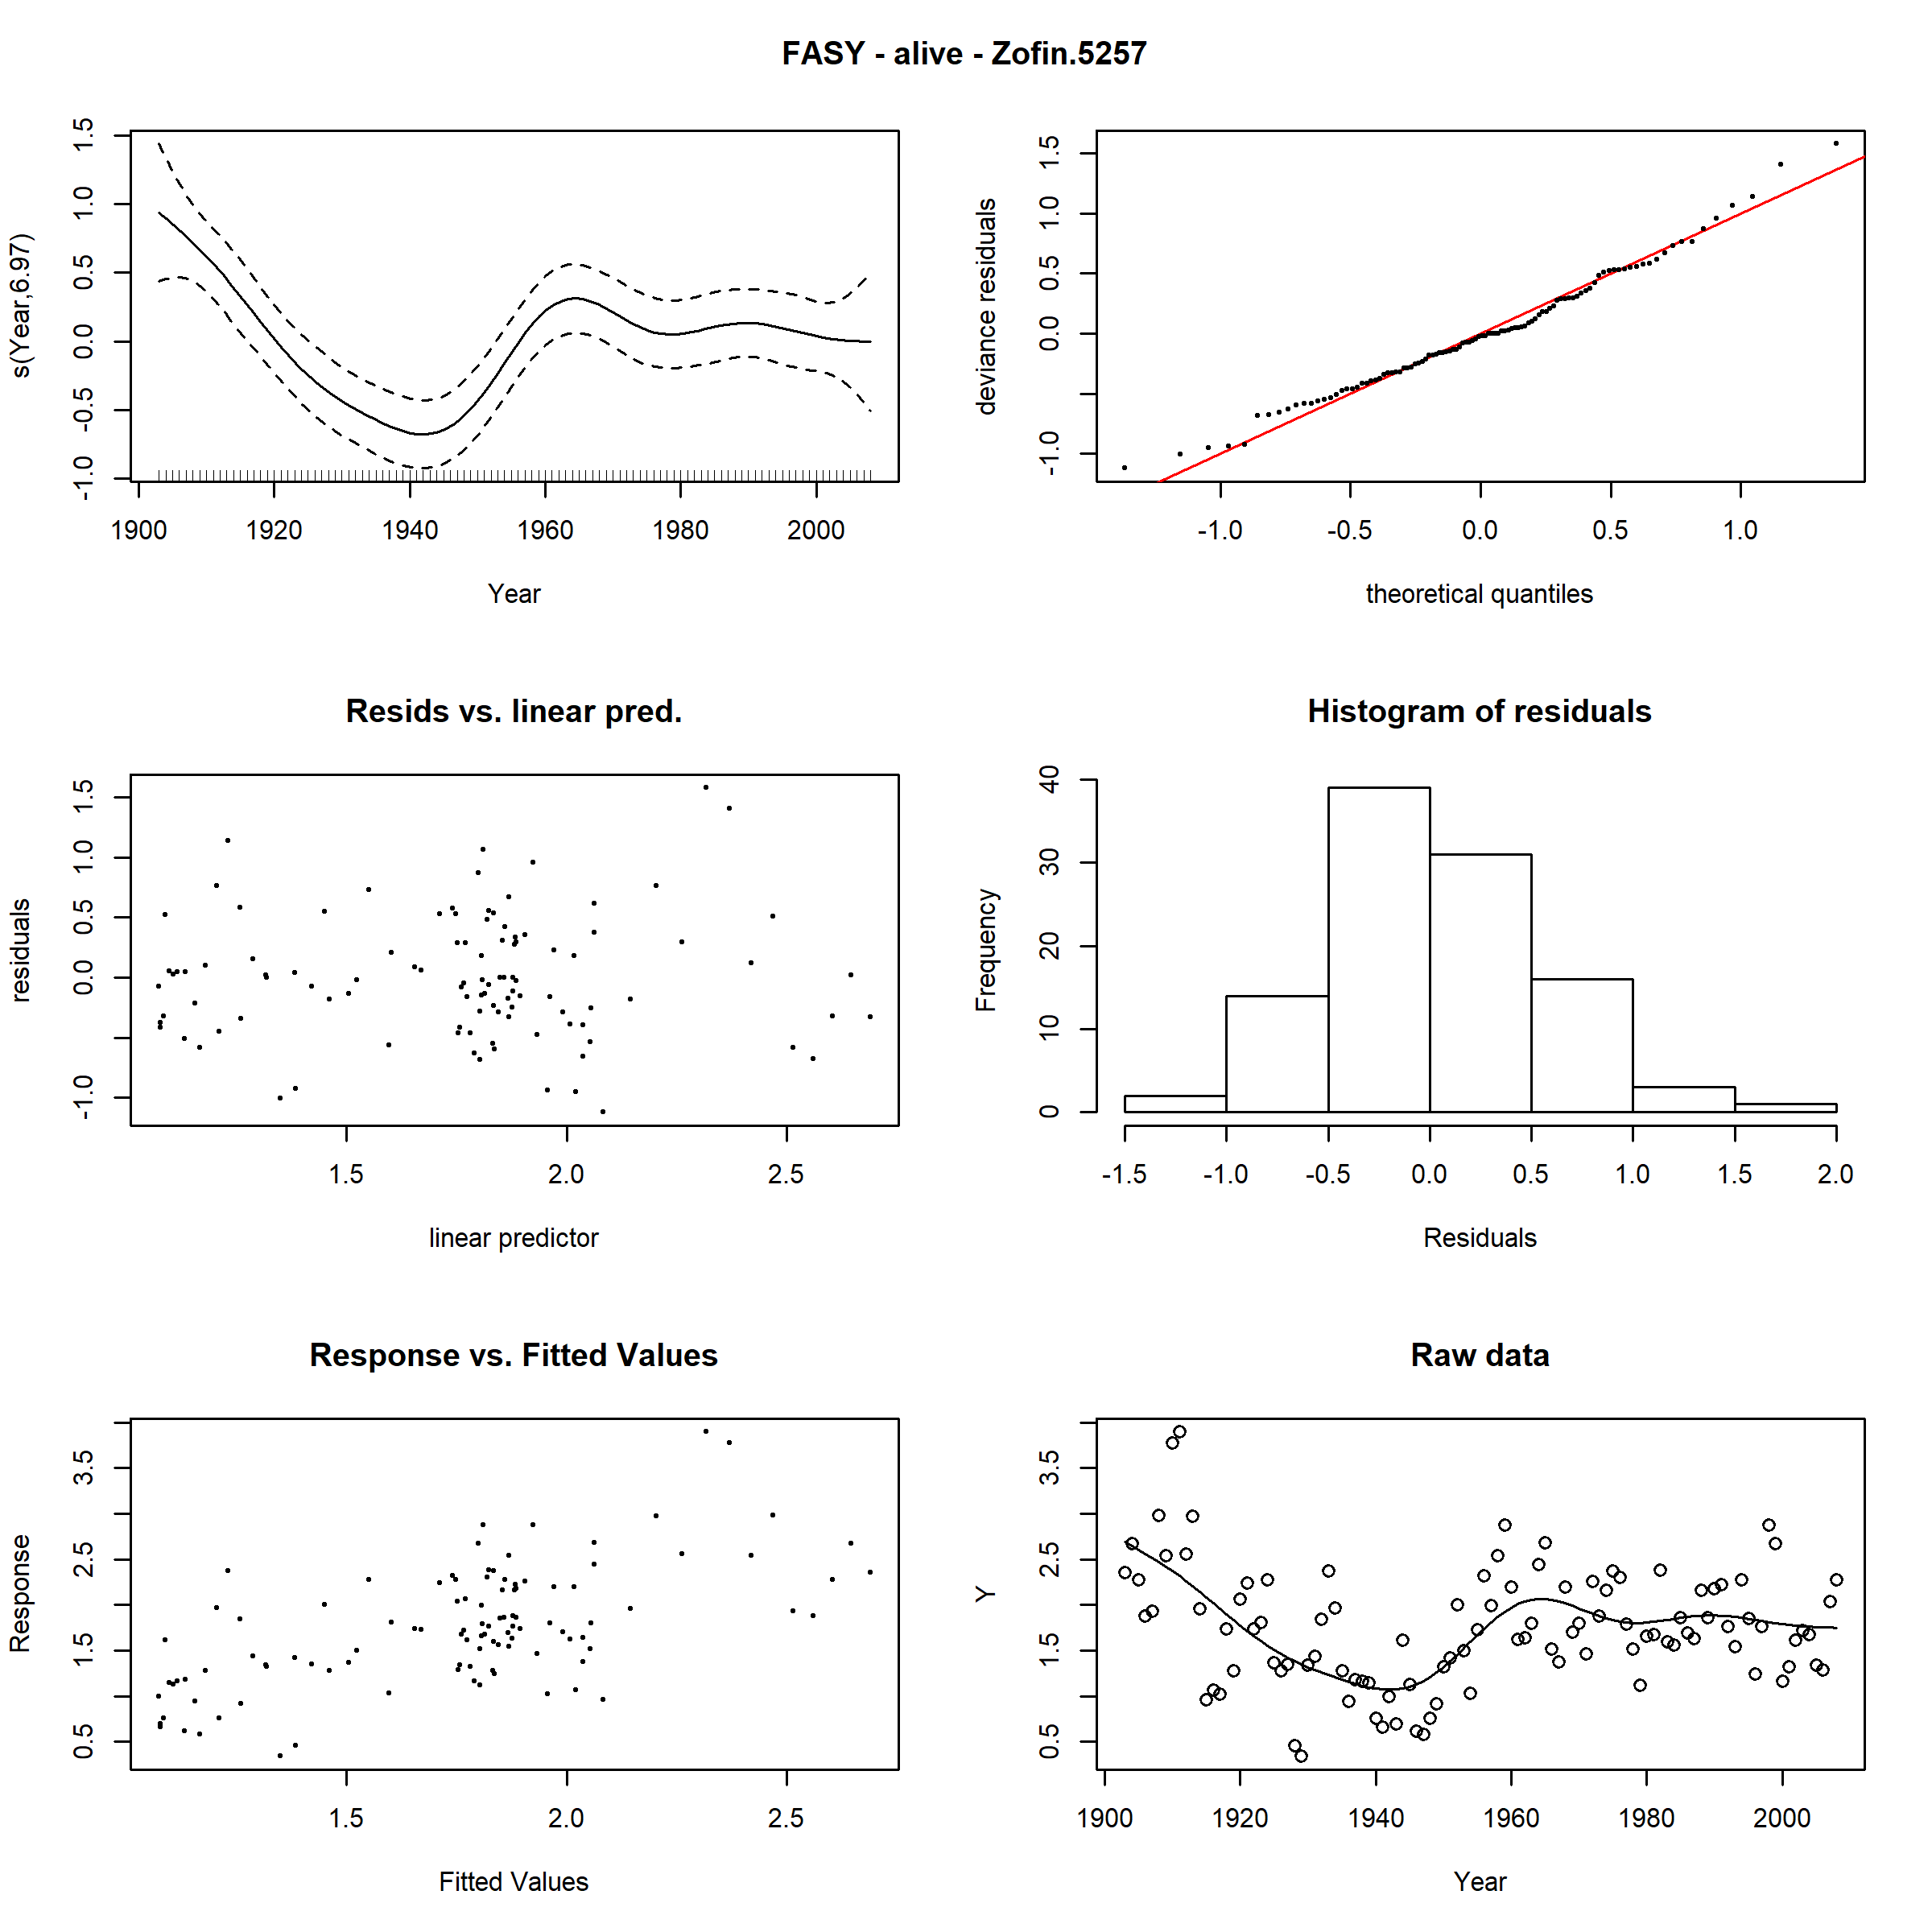 FASY - alive - Zofin.5257
s(Year,6.97)
-1.0 -0.5 0.0 0.5 1.0 1.5
1900 1920 1940 1960 1980 2000
Year
deviance residuals
-1.0 0.0 0.5 1.0 1.5
-1.0 -0.5 0.0 0.5 1.0
theoretical quantiles
Resids vs. linear pred.
residuals
-1.0 0.0 0.5 1.0 1.5
1.5 2.0 2.5
linear predictor
Histogram of residuals
Frequency
0 10 20 30 40
-1.5 -1.0 -0.5 0.0 0.5 1.0 1.5 2.0
Residuals
Response vs. Fitted Values
Response
0.5 1.5 2.5 3.5
1.5 2.0 2.5
Fitted Values
Raw data
Y
0.5 1.5 2.5 3.5
1900 1920 1940 1960 1980 2000
Year